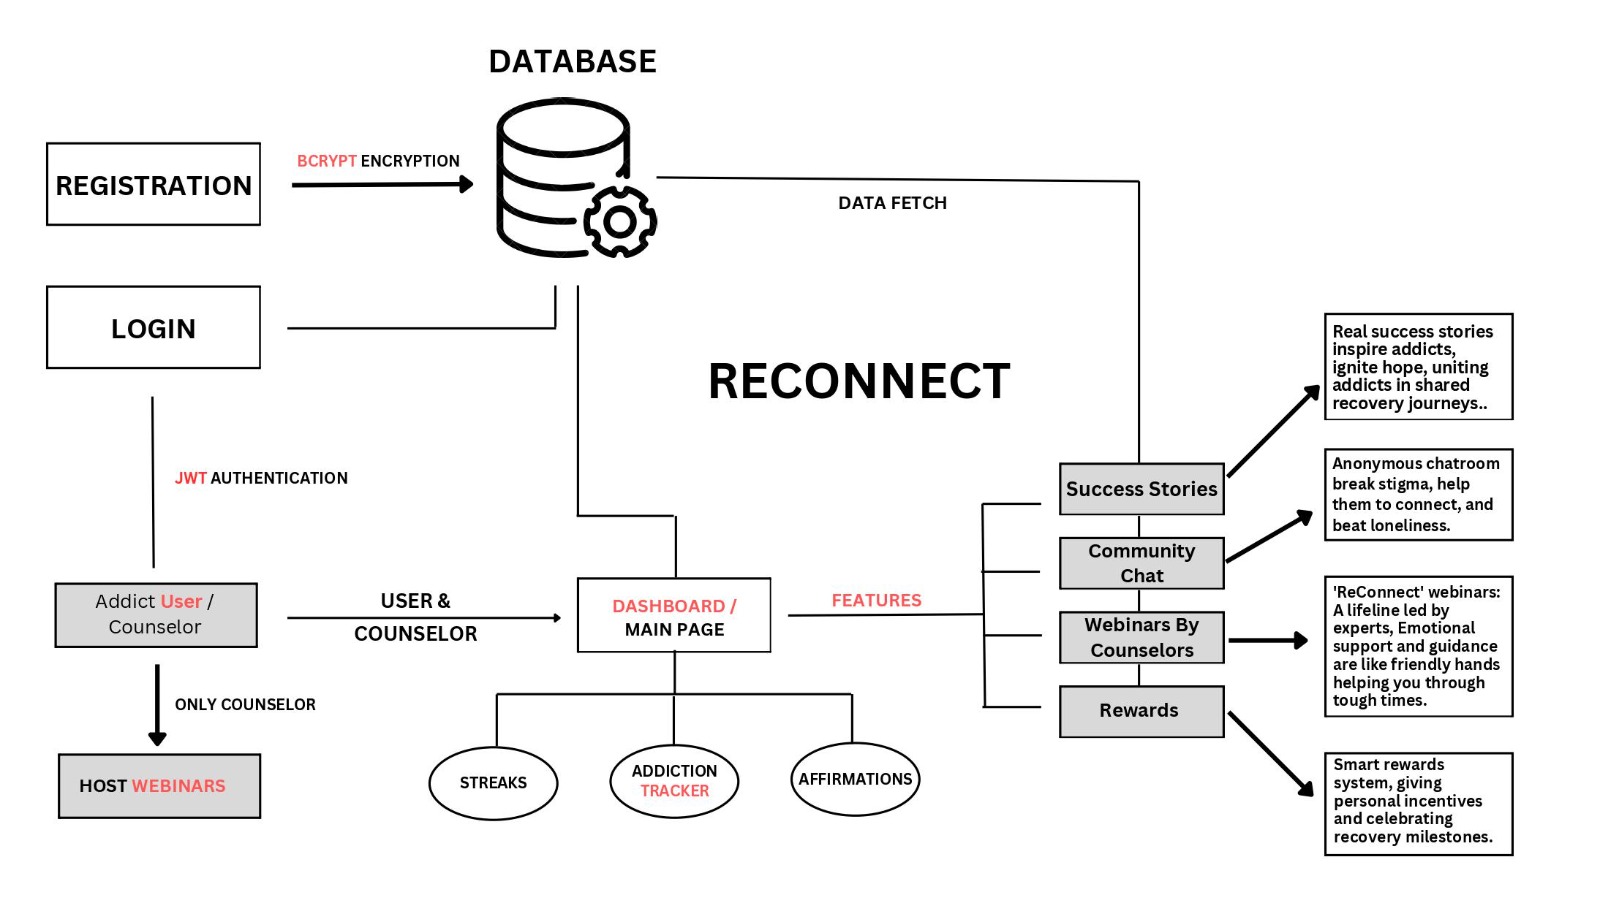 DATABASE
BCRYPT ENCRYPTION
REGISTRATION
DATA FETCH
LOGIN
RECONNECT
JWT AUTHENTICATION
Addict User /
Counselor
USER &
COUNSELOR
DASHBOARD /
MAIN PAGE
FEATURES
ONLY COUNSELOR
HOST WEBINARS
STREAKS
ADDICTION
TRACKER
AFFIRMATIONS
Success Stories
Community
Chat
Webinars By
Counselors
Rewards
Real success stories
inspire addicts,
ignite hope, uniting
addicts in shared
recovery journeys..
Anonymous chatroom
break stigma, help
them to connect, and
beat loneliness.
'ReConnect' webinars:
A lifeline led by
experts, Emotional
support and guidance
are like friendly hands
helping you through
tough times.
Smart rewards
system, giving
personal incentives
and celebrating
recovery milestones.